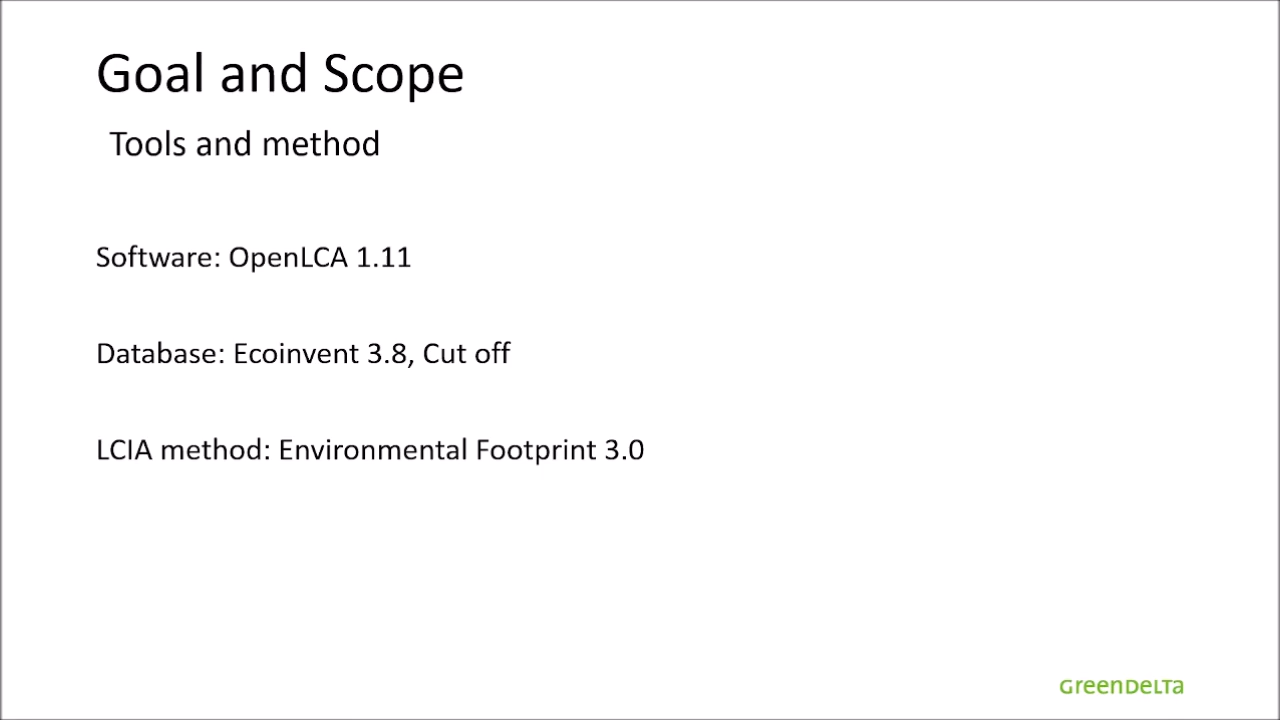 Goal and Scope
Tools and method
Software: OpenLCA 1.11
Database: Ecoinvent 3.8, Cut off
LCIA method: Environmental Footprint 3.0
GreenDeLTa